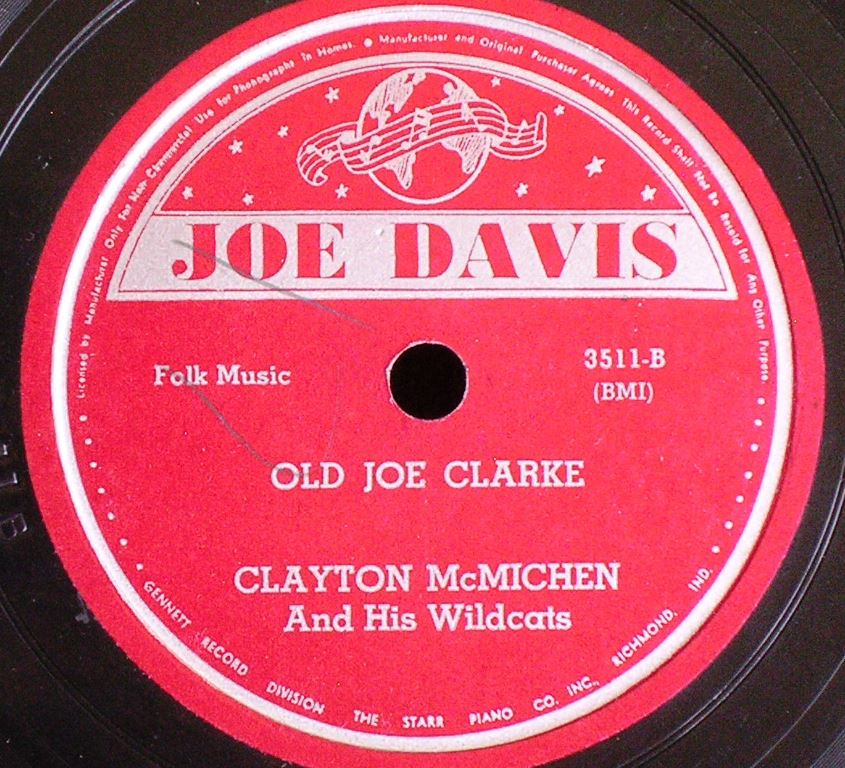 Licensed by Manufacturer Only For Non-Commercial Use for Phonographs in Homes. • Manufacturer and Original Purchaser Agree This Record Shall Not Be Resold for Any Other Purpose.
JOE DAVIS
Folk Music
3511-B
(BMI)
OLD JOE CLARKE
CLAYTON McMICHEN
And His Wildcats
GENNETT RECORD DIVISION THE STARR PIANO CO. INC., RICHMOND, IND.